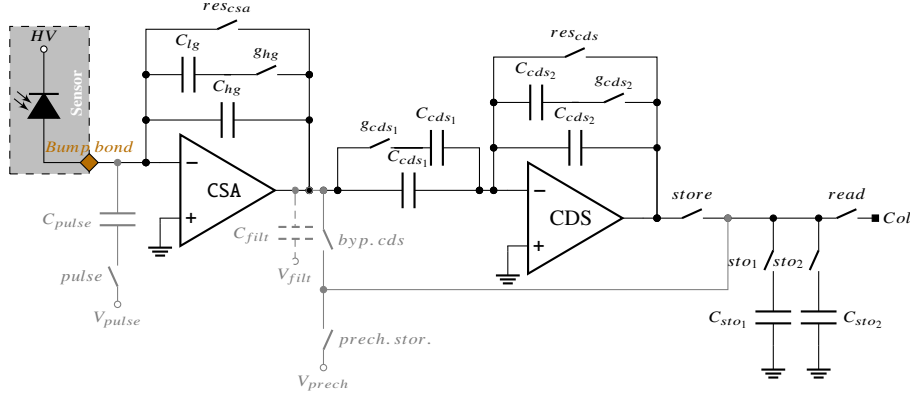 res_csa
HV
C_lg
g_hg
Sensor
C_hg
Bump bond
−
CSA
+
C_pulse
pulse
V_pulse
C_filt
V_filt
byp.cds
prech.stor.
V_prech
g_cds1
C_cds1
C_cds1
res_cds
C_cds2
g_cds2
C_cds2
−
CDS
+
store
read
Col
sto1
sto2
C_sto1
C_sto2